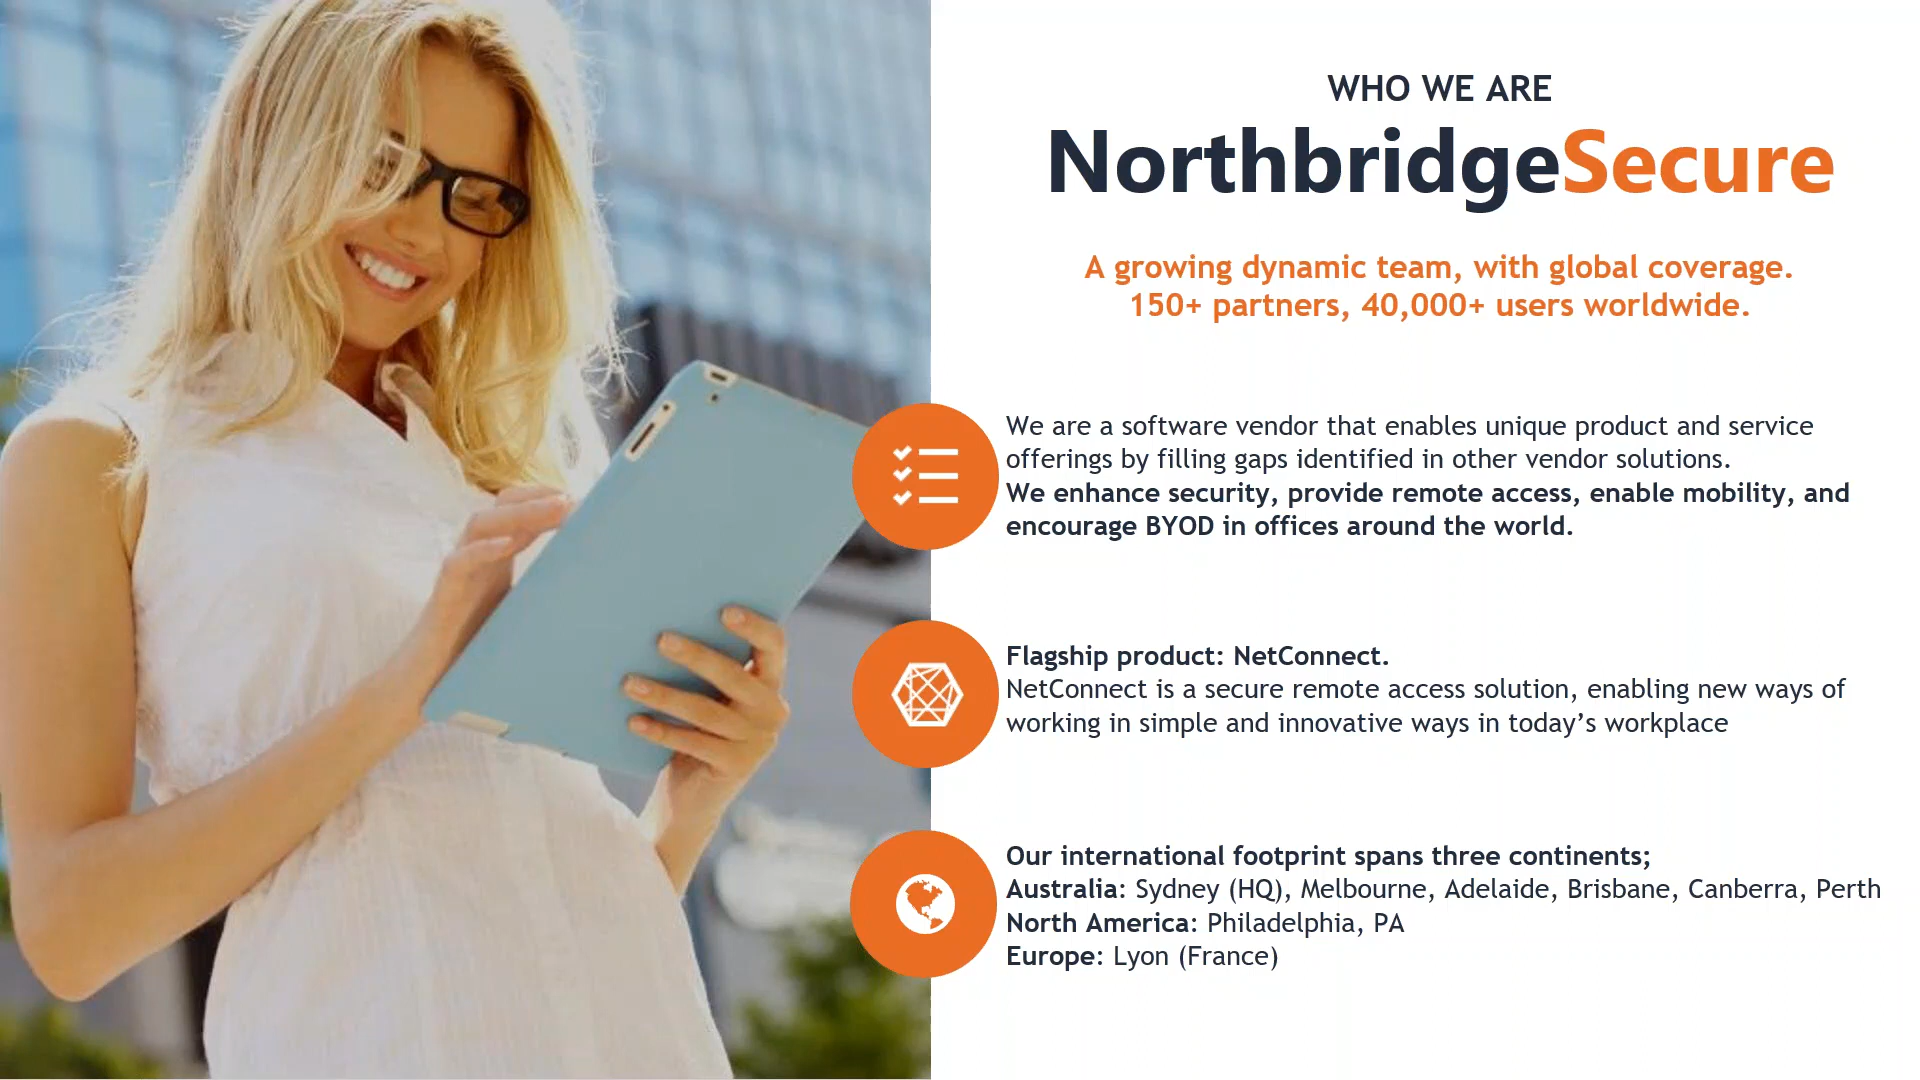 WHO WE ARE
NorthbridgeSecure
A growing dynamic team, with global coverage.
150+ partners, 40,000+ users worldwide.
We are a software vendor that enables unique product and service
offerings by filling gaps identified in other vendor solutions.
We enhance security, provide remote access, enable mobility, and
encourage BYOD in offices around the world.
Flagship product: NetConnect.
NetConnect is a secure remote access solution, enabling new ways of
working in simple and innovative ways in today’s workplace
Our international footprint spans three continents;
Australia: Sydney (HQ), Melbourne, Adelaide, Brisbane, Canberra, Perth
North America: Philadelphia, PA
Europe: Lyon (France)